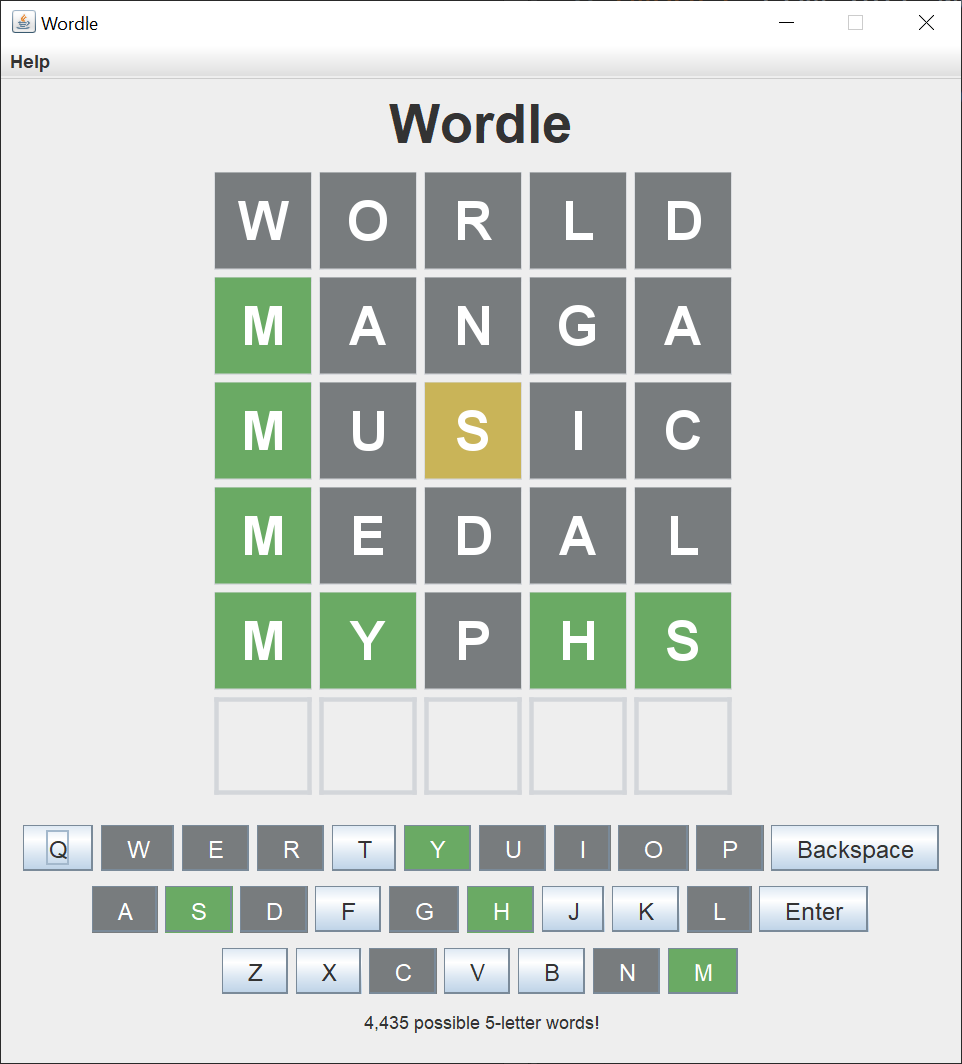 Wordle
Help
Wordle
W O R L D
M A N G A
M U S I C
M E D A L
M Y P H S
Q W E R T Y U I O P Backspace
A S D F G H J K L Enter
Z X C V B N M
4,435 possible 5-letter words!